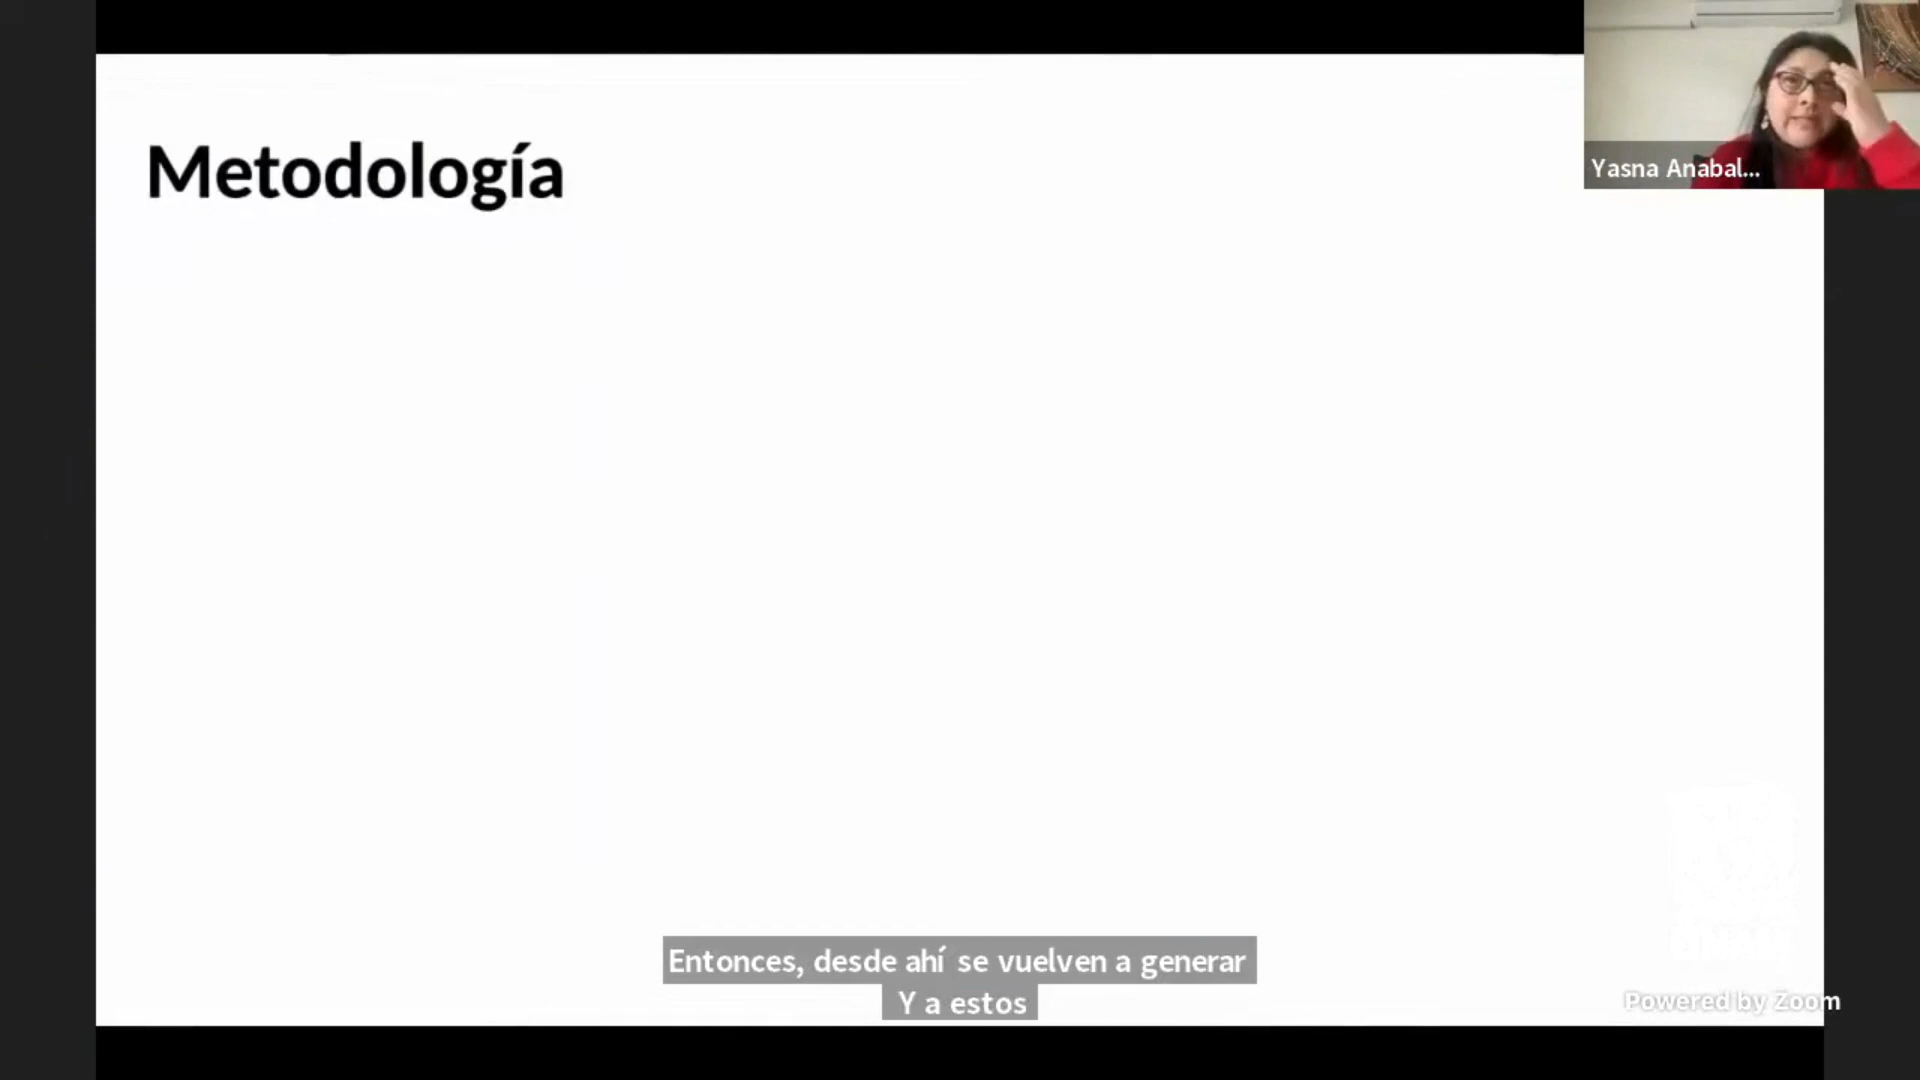 Metodología
Yasna Anabal...
Entonces, desde ahí se vuelven a generar
Y a estos
Powered by Zoom